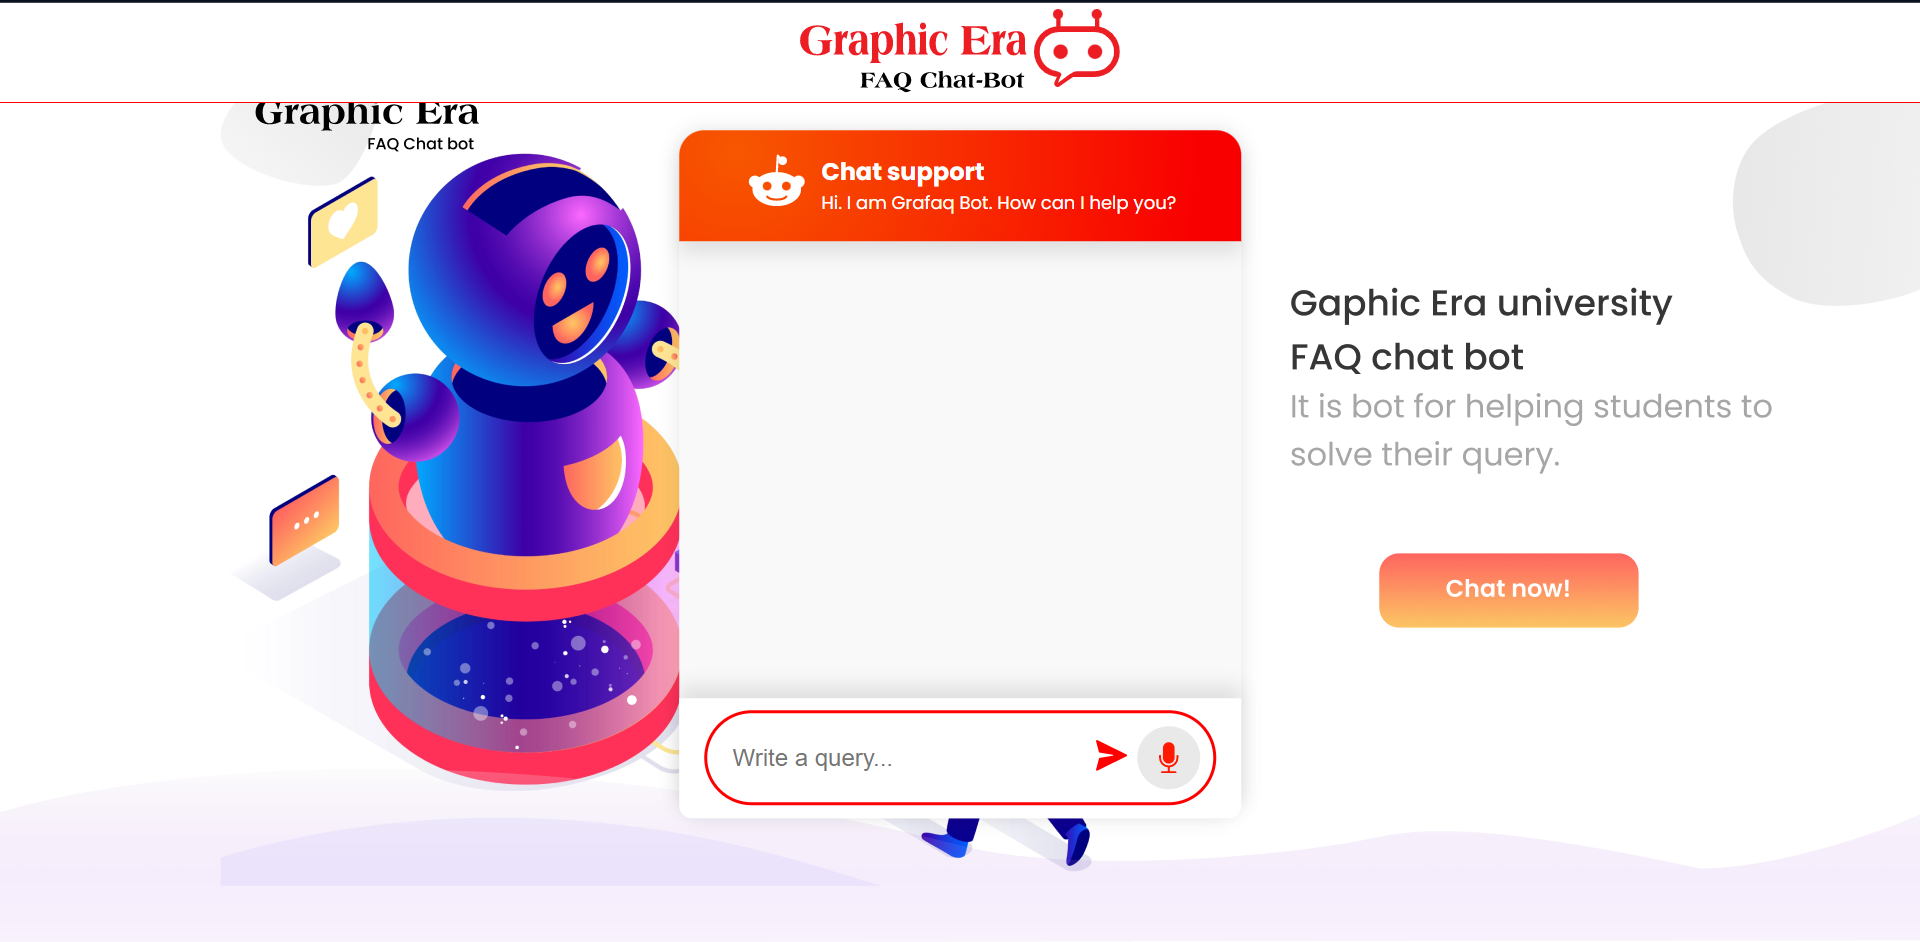 Graphic Era
FAQ Chat-Bot
Graphic Era
FAQ Chat bot
Chat support
Hi. I am Grafaq Bot. How can I help you?
Gaphic Era university
FAQ chat bot
It is bot for helping students to
solve their query.
Chat now!
Write a query...